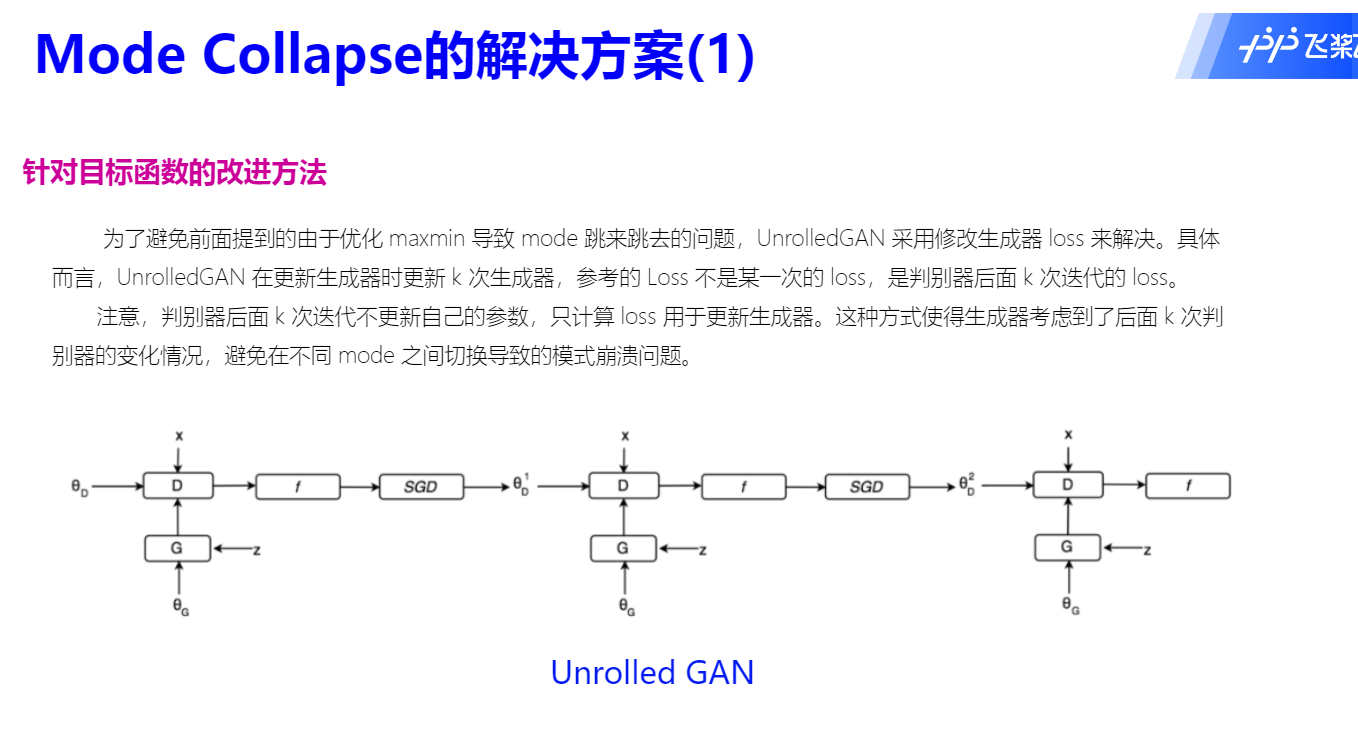 Mode Collapse的解决方案(1)
飞桨
针对目标函数的改进方法
为了避免前面提到的由于优化 maxmin 导致 mode 跳来跳去的问题，UnrolledGAN 采用修改生成器 loss 来解决。具体
而言，UnrolledGAN 在更新生成器时更新 k 次生成器，参考的 Loss 不是某一次的 loss，是判别器后面 k 次迭代的 loss。
注意，判别器后面 k 次迭代不更新自己的参数，只计算 loss 用于更新生成器。这种方式使得生成器考虑到了后面 k 次判
别器的变化情况，避免在不同 mode 之间切换导致的模式崩溃问题。
x x x
θ_D D f SGD θ_D^1 D f SGD θ_D^2 D f
G z G z G z
θ_G θ_G θ_G
Unrolled GAN